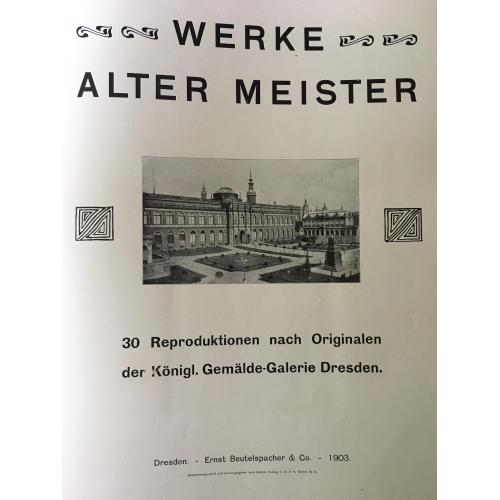 WERKE
ALTER MEISTER
30 Reproduktionen nach Originalen
der Königl. Gemälde-Galerie Dresden.
Dresden. - Ernst Beutelspacher & Co. - 1903.